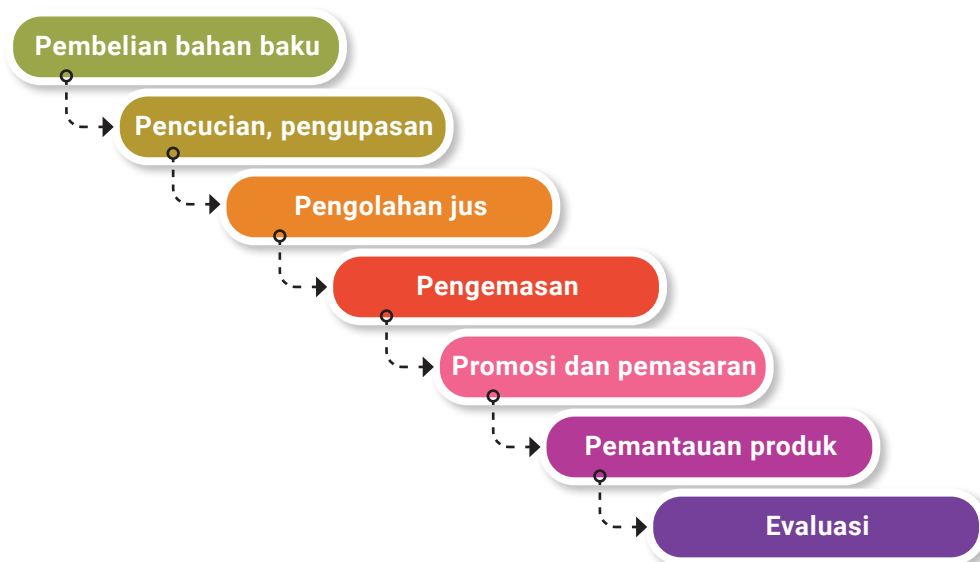 Pembelian bahan baku
Pencucian, pengupasan
Pengolahan jus
Pengemasan
Promosi dan pemasaran
Pemantauan produk
Evaluasi